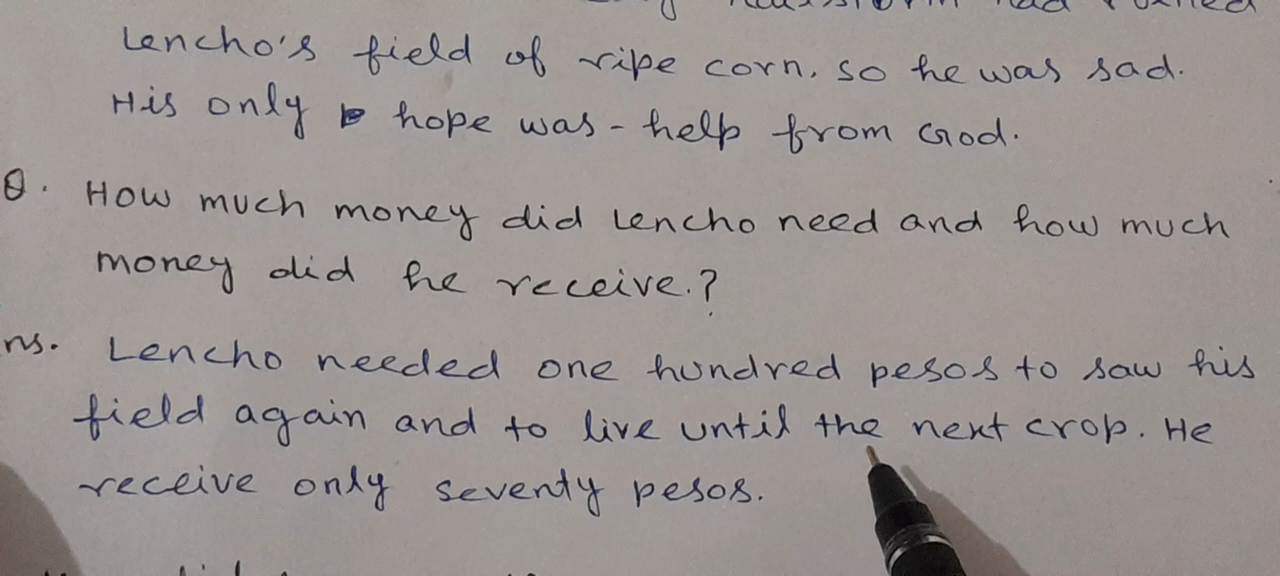 Lencho's field of ripe corn. so he was sad.
His only hope was - help from God.
Q. How much money did Lencho need and how much
money did he receive.?
ns. Lencho needed one hundred pesos to saw his
field again and to live until the next crop. He
receive only seventy pesos.